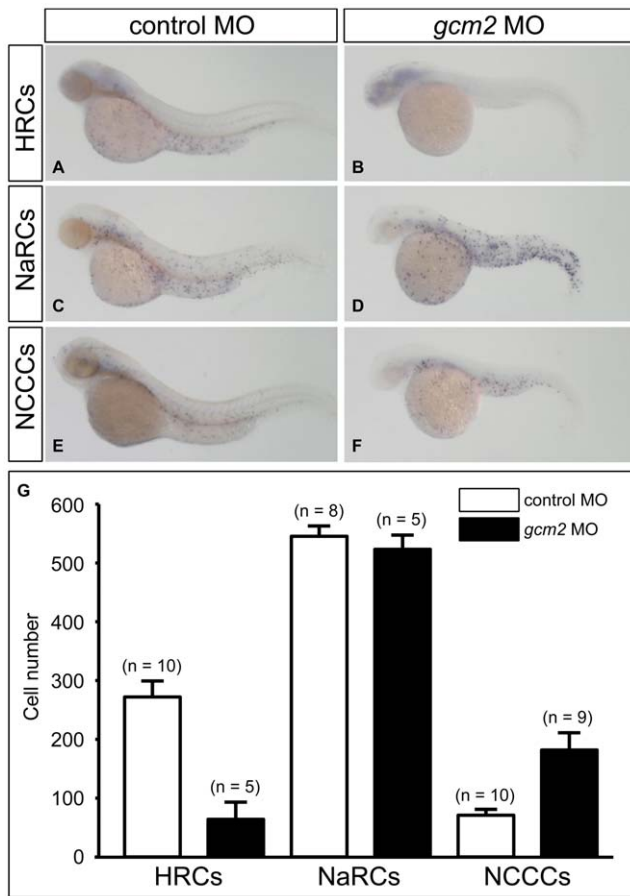 control MO
gcm2 MO
HRCs
A
B
NaRCs
C
D
NCCCs
E
F
G
600
500
400
300
200
100
0
Cell number
(n = 10)
(n = 5)
(n = 8)
(n = 5)
(n = 10)
(n = 9)
control MO
gcm2 MO
HRCs
NaRCs
NCCCs